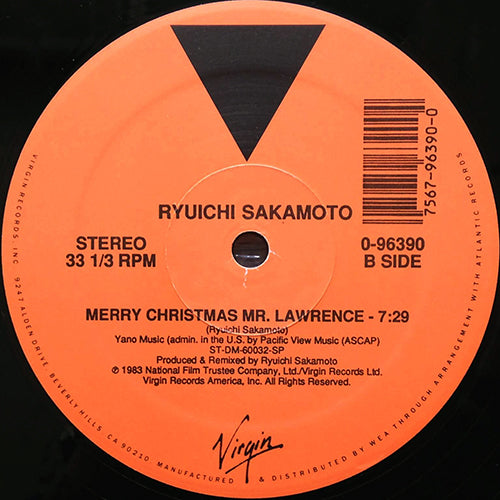 RYUICHI SAKAMOTO
7567-96390-0
STEREO
33 1/3 RPM
0-96390
B SIDE
MERRY CHRISTMAS MR. LAWRENCE - 7:29
(Ryuichi Sakamoto)
Yano Music (admin. in the U.S. by Pacific View Music (ASCAP)
ST-DM-60032-SP
Produced & Remixed by Ryuichi Sakamoto
℗ 1983 National Film Trustee Company, Ltd./Virgin Records Ltd.
Virgin Records America, Inc. All Rights Reserved.
Virgin
VIRGIN RECORDS, INC. 9247 ALDEN DRIVE, BEVERLY HILLS, CA 90210 MANUFACTURED & DISTRIBUTED BY WEA THROUGH ARRANGEMENT WITH ATLANTIC RECORDS